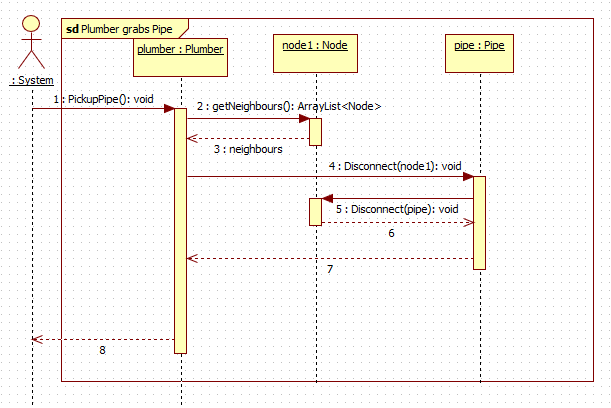 sd Plumber grabs Pipe
plumber : Plumber
node1 : Node
pipe : Pipe
: System
1 : PickupPipe(): void
2 : getNeighbours(): ArrayList<Node>
3 : neighbours
4 : Disconnect(node1): void
5 : Disconnect(pipe): void
6
7
8